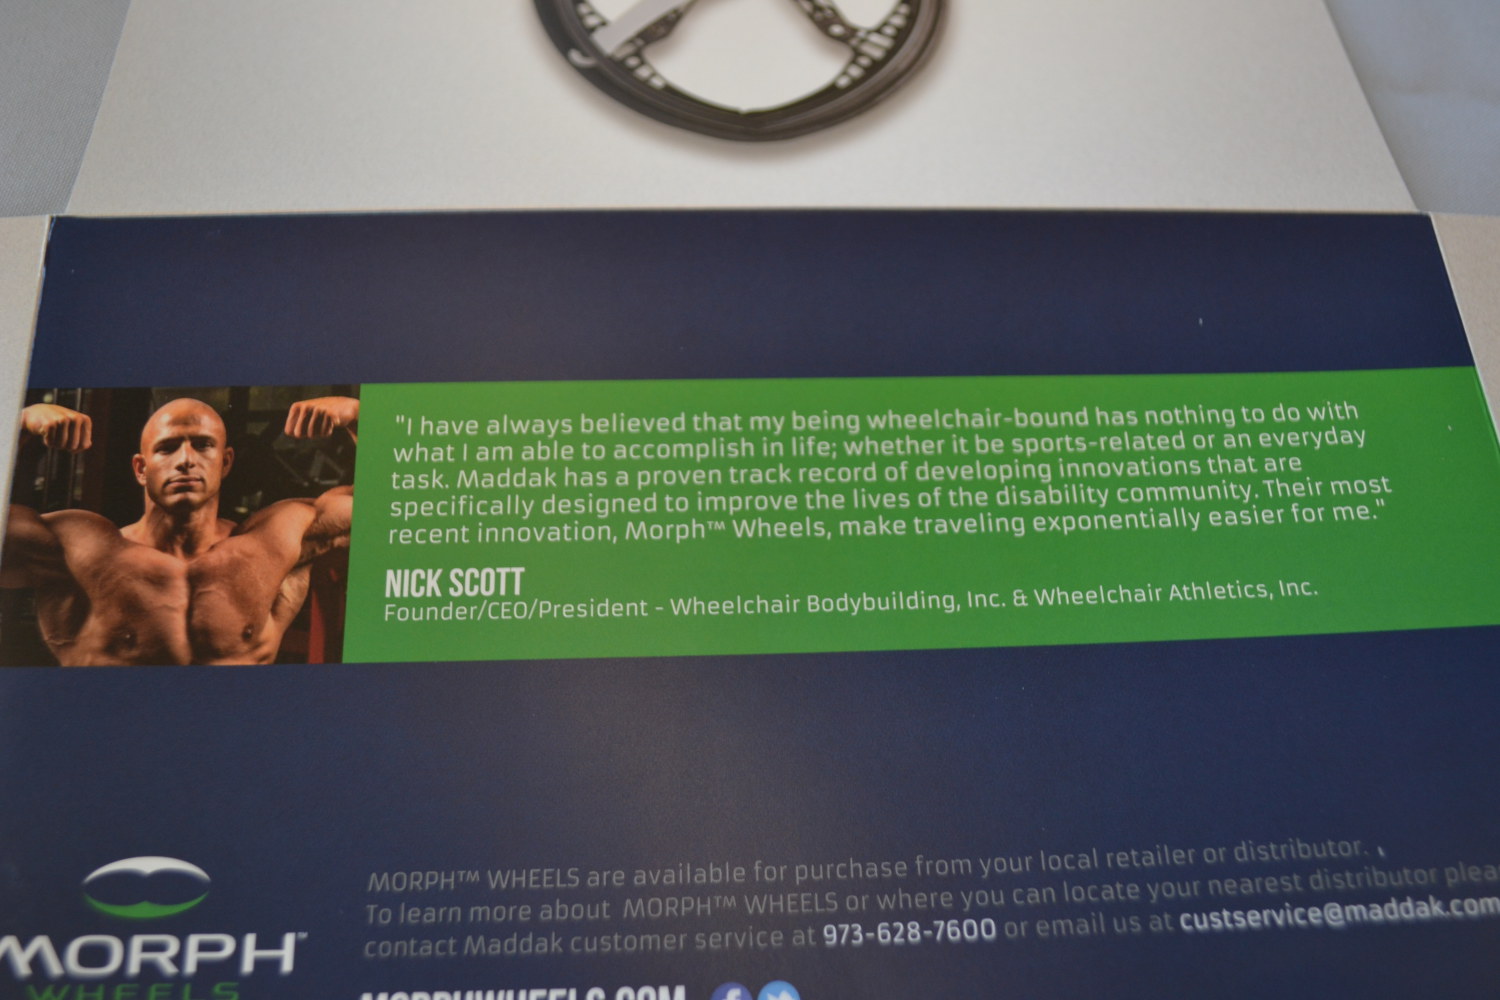 "I have always believed that my being wheelchair-bound has nothing to do with
what I am able to accomplish in life; whether it be sports-related or an everyday
task. Maddak has a proven track record of developing innovations that are
specifically designed to improve the lives of the disability community. Their most
recent innovation, Morph™ Wheels, make traveling exponentially easier for me."
NICK SCOTT
Founder/CEO/President - Wheelchair Bodybuilding, Inc. & Wheelchair Athletics, Inc.
MORPH™
WHEELS
MORPH™ WHEELS are available for purchase from your local retailer or distributor.
To learn more about MORPH™ WHEELS or where you can locate your nearest distributor plea
contact Maddak customer service at 973-628-7600 or email us at custservice@maddak.com
MORPHWHEELS.COM